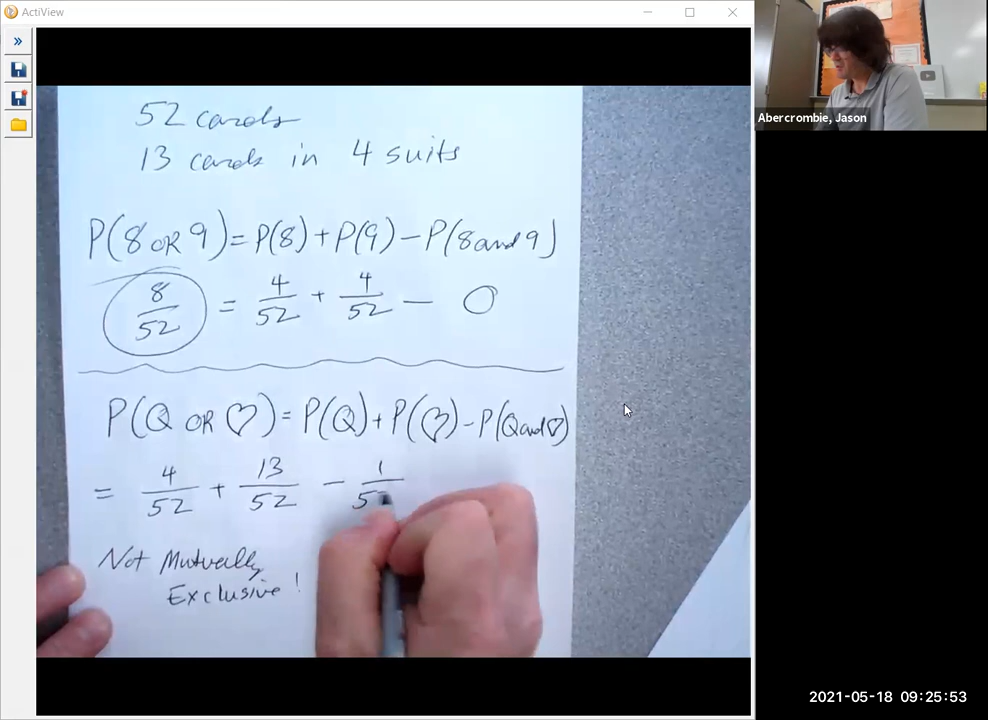 ActiView
»
Abercrombie, Jason
52 cards
13 cards in 4 suits
P(8 OR 9) = P(8) + P(9) - P(8 and 9)
8/52 = 4/52 + 4/52 - 0
P(Q OR ♡) = P(Q) + P(♡) - P(Q and ♡)
= 4/52 + 13/52 - 1/5
Not Mutually
Exclusive!
2021-05-18 09:25:53